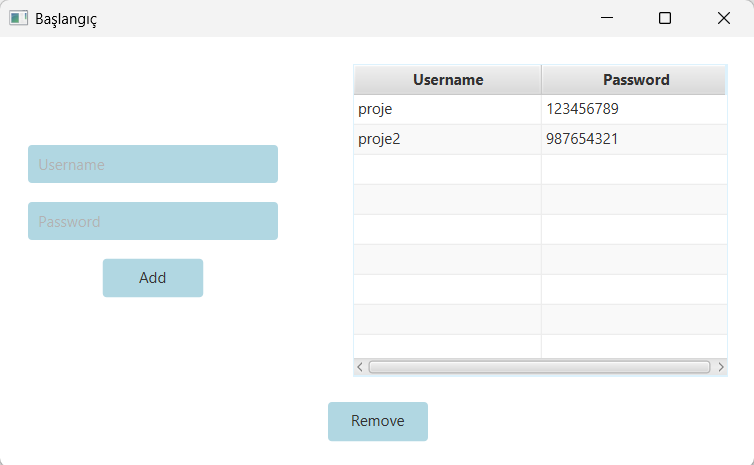 Başlangıç
Username
Password
Add
Username Password
proje 123456789
proje2 987654321
Remove